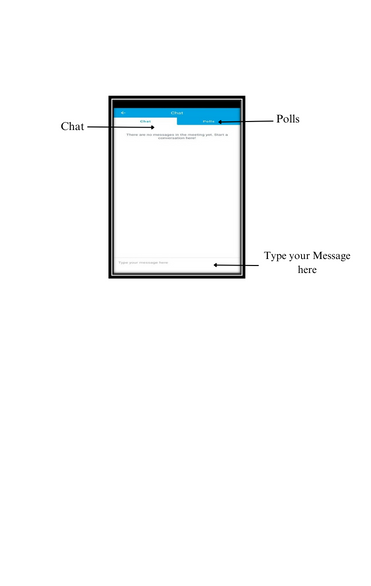 Chat
Chat
Polls
There are no messages in the meeting yet. Start a
conversation here!
Type your message here
Chat
Polls
Type your Message
here